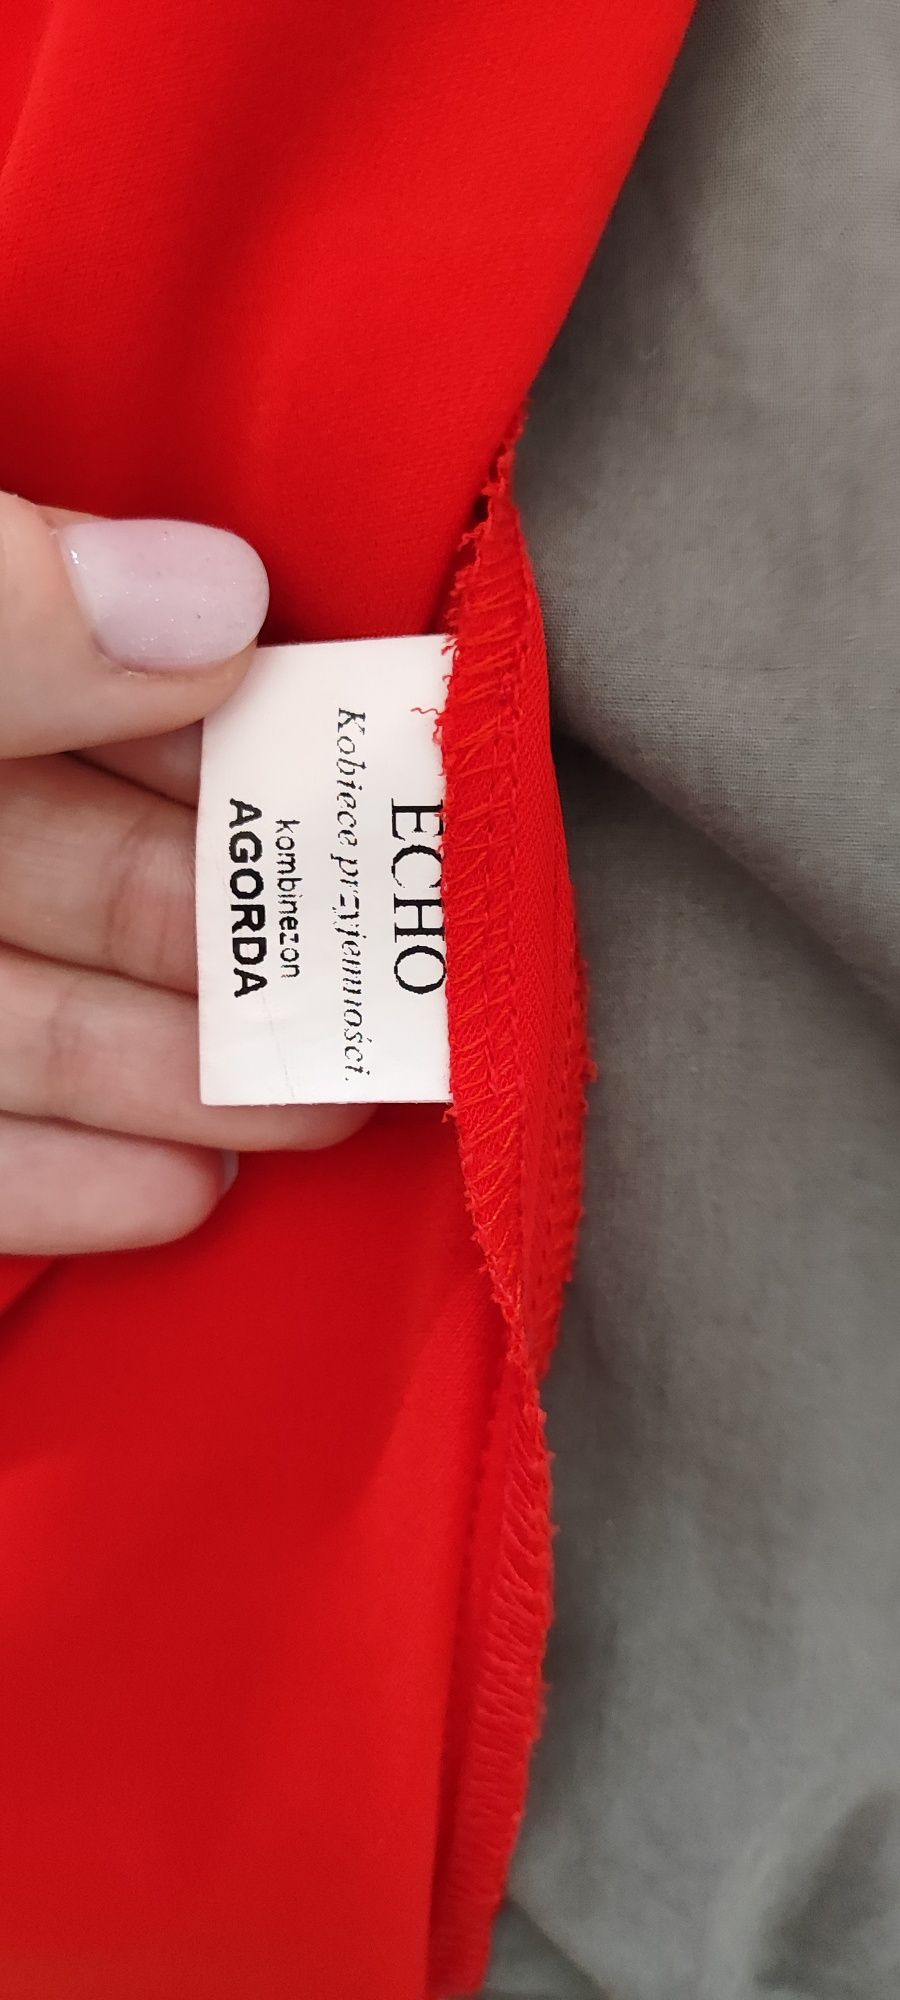 ECHO
Kobiece przyjemności.
kombinezon
AGORDA